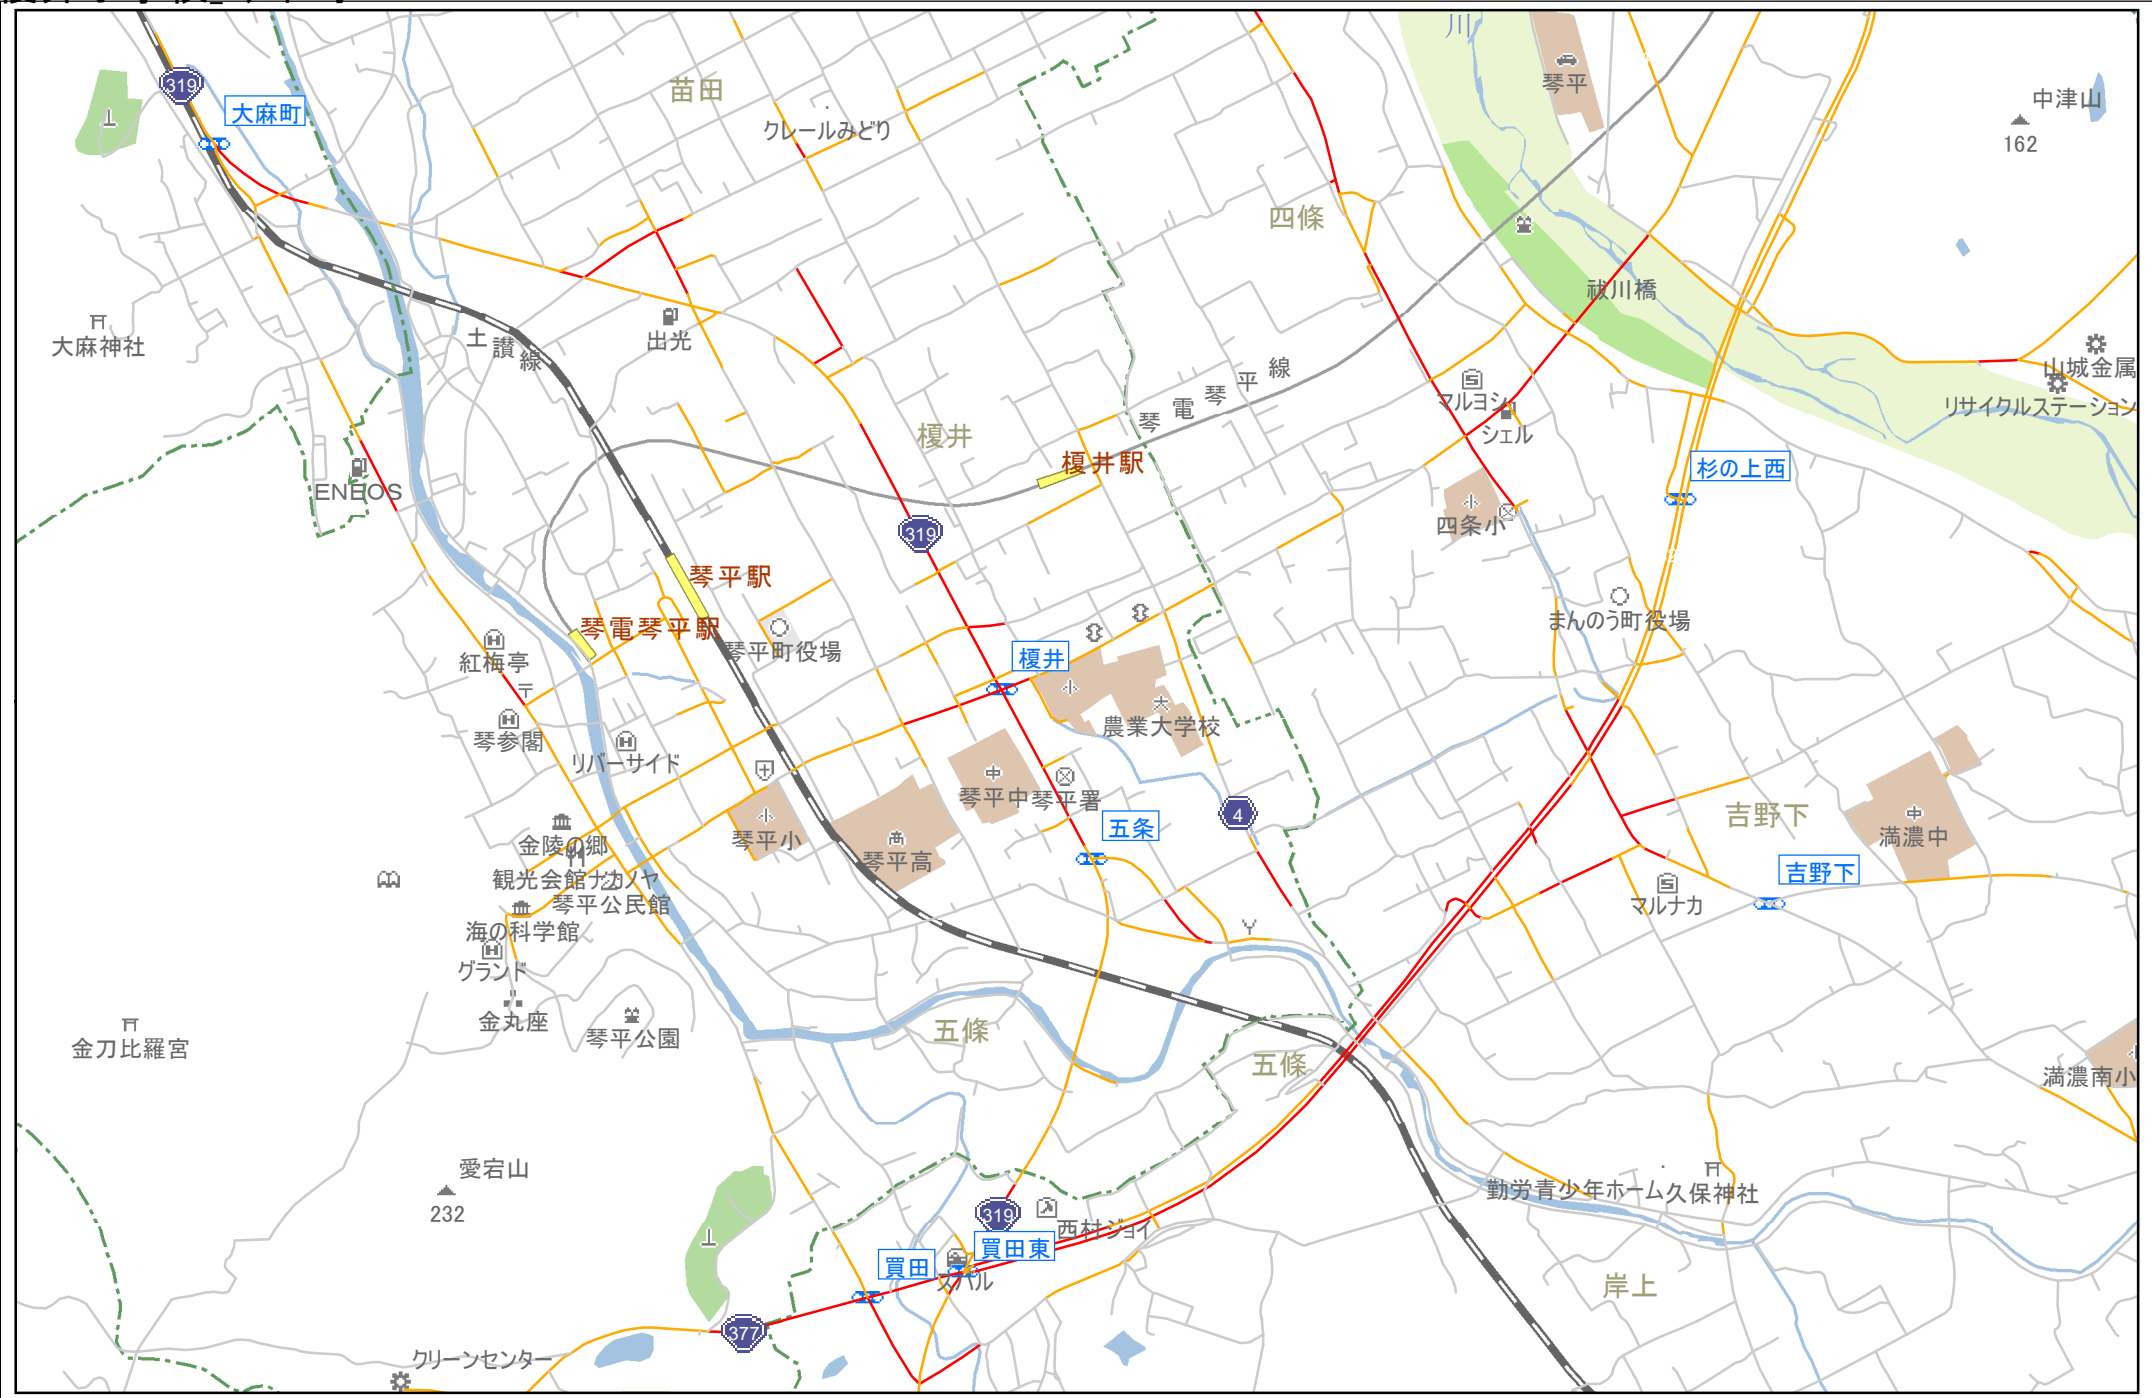 川
319
大麻町
苗田
クレールみどり
琴平
中津山
162
四條
祓川橋
大麻神社
土讃線
出光
山城金属
リサイクルステーション
琴電琴平線
マルヨシ
シェル
榎井
榎井駅
杉の上西
ENEOS
319
四条小
琴平駅
琴電琴平駅
まんのう町役場
琴平町役場
紅梅亭
榎井
農業大学校
琴参閣
リバーサイド
琴平中
琴平署
4
吉野下
五条
琴平小
琴平高
満濃中
金陵の郷
吉野下
観光会館ナカノヤ
琴平公民館
マルナカ
海の科学館
グランド
金丸座
琴平公園
五條
金刀比羅宮
五條
満濃南小
愛宕山
232
勤労青少年ホーム
久保神社
319
西村ジョイ
買田東
買田
スバル
岸上
377
クリーンセンター